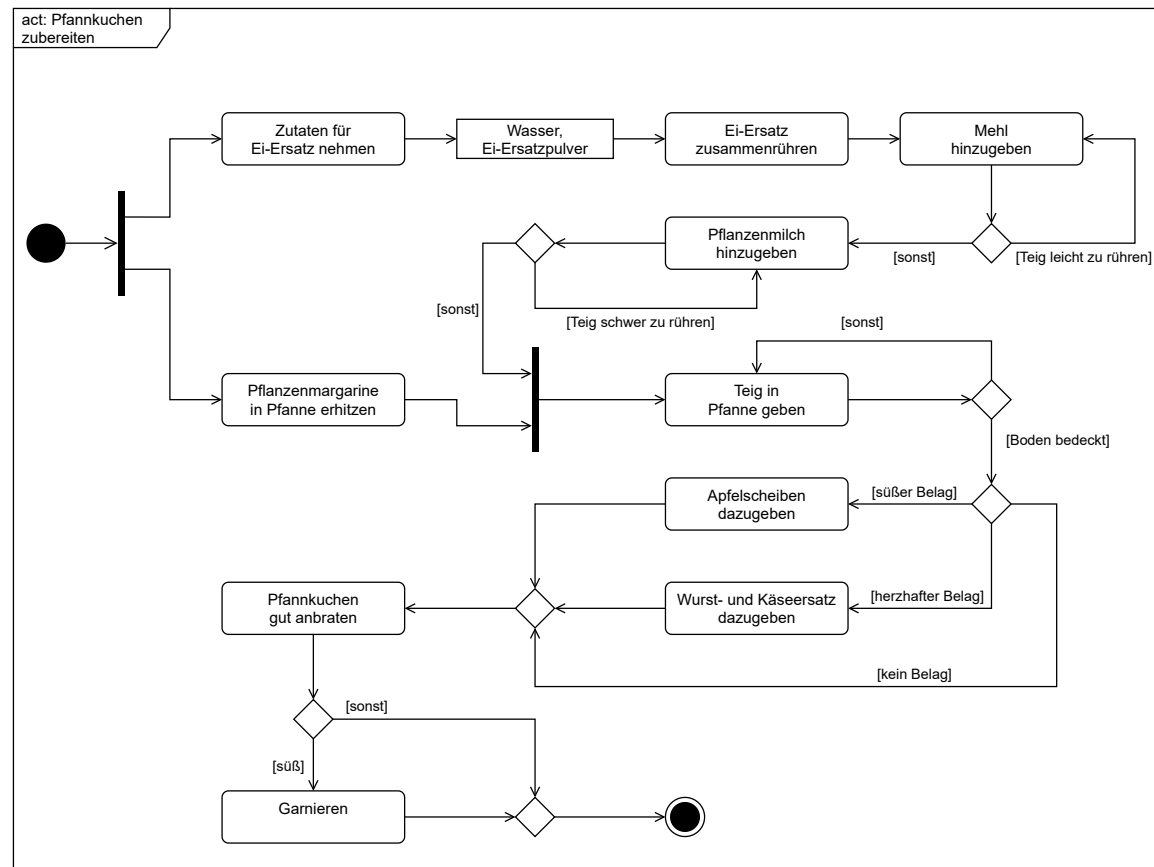 act: Pfannkuchen
zubereiten
Zutaten für
Ei-Ersatz nehmen
Wasser,
Ei-Ersatzpulver
Ei-Ersatz
zusammenrühren
Mehl
hinzugeben
Pflanzenmilch
hinzugeben
[sonst]
[Teig leicht zu rühren]
[sonst]
[Teig schwer zu rühren]
[sonst]
Pflanzenmargarine
in Pfanne erhitzen
Teig in
Pfanne geben
[Boden bedeckt]
Apfelscheiben
dazugeben
[süßer Belag]
Pfannkuchen
gut anbraten
Wurst- und Käseersatz
dazugeben
[herzhafter Belag]
[kein Belag]
[sonst]
[süß]
Garnieren